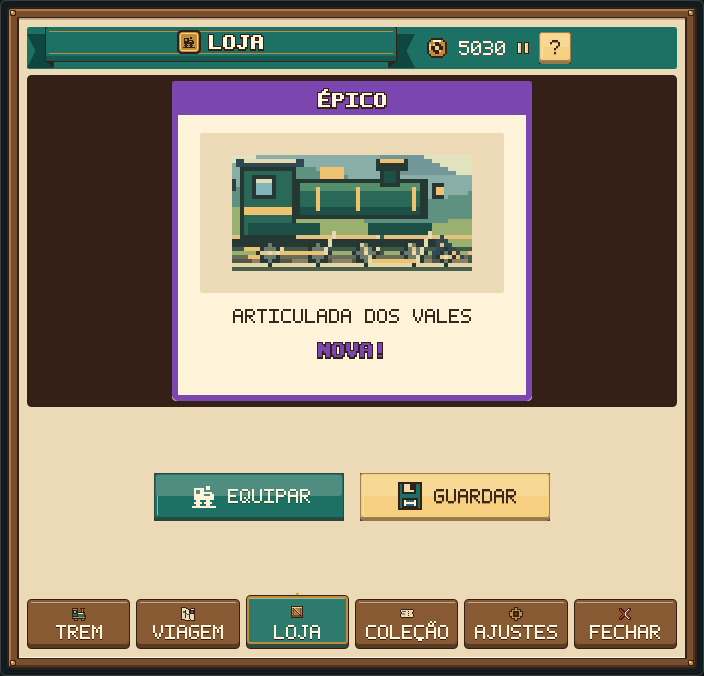 LOJA
5030
?
ÉPICO
ARTICULADA DOS VALES
NOVA!
EQUIPAR
GUARDAR
TREM
VIAGEM
LOJA
COLEÇÃO
AJUSTES
FECHAR